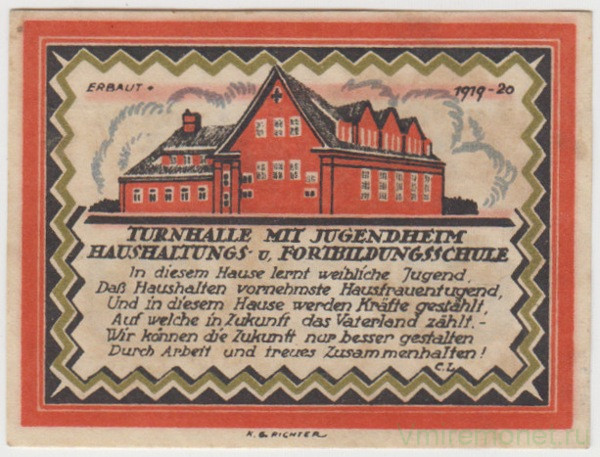 ERBAUT • 1919-20
TURNHALLE MIT JUGENDHEIM
HAUSHALTUNGS- u. FORTBILDUNGSSCHULE
In diesem Hause lernt weibliche Jugend,
Daß Haushalten vornehmste Hausfrauentugend,
Und in diesem Hause werden Kräfte gestählt,
Auf welche in Zukunft das Vaterland zählt.-
Wir können die Zukunft nur besser gestalten
Durch Arbeit und treues Zusammenhalten!
C.L.
K. G RICHTER
vmiremonet.ru